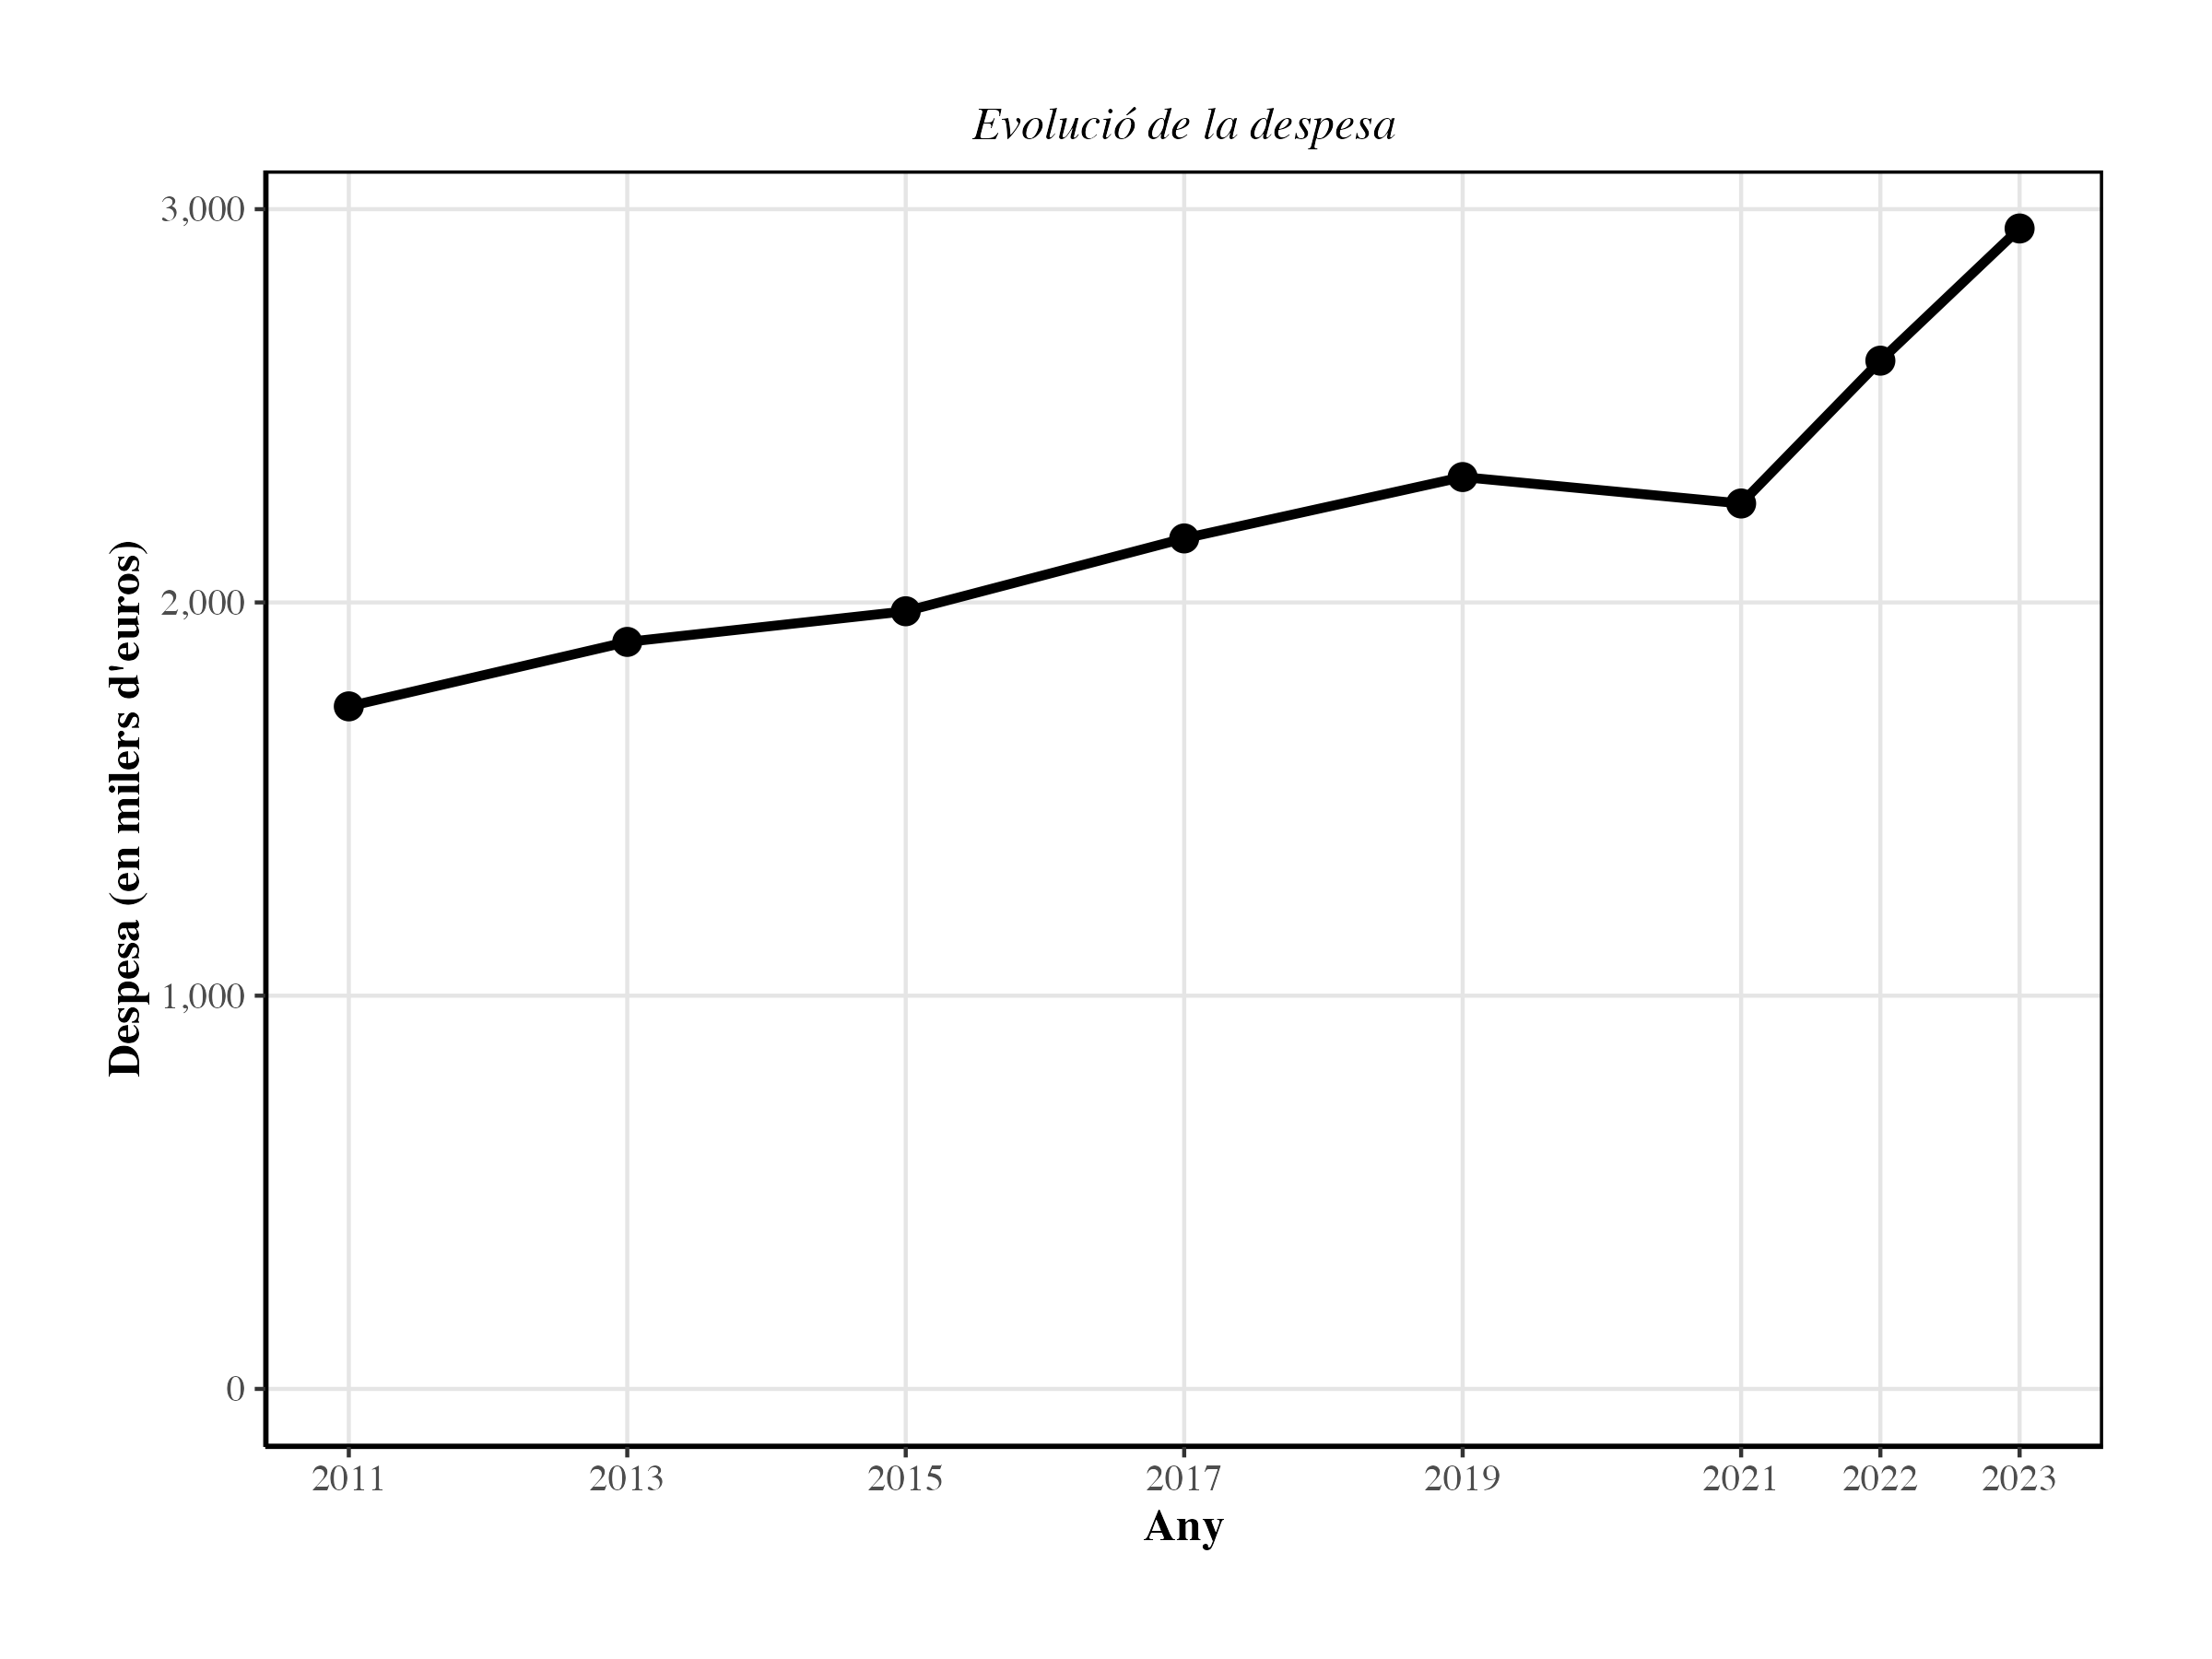 Evolució de la despesa
Despesa (en milers d'euros)
3,000
2,000
1,000
0
2011 2013 2015 2017 2019 2021 2022 2023
Any